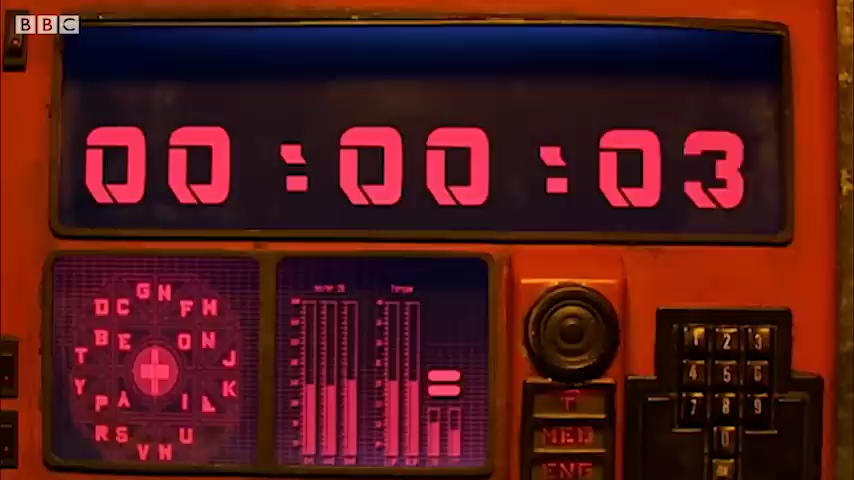 BBC
00:00:03
G N
D C F H
B E O N
T J
Y K
P A I L
R S U
V W
1 2 3
4 5 6
7 8 9
0
T
MED
ENG